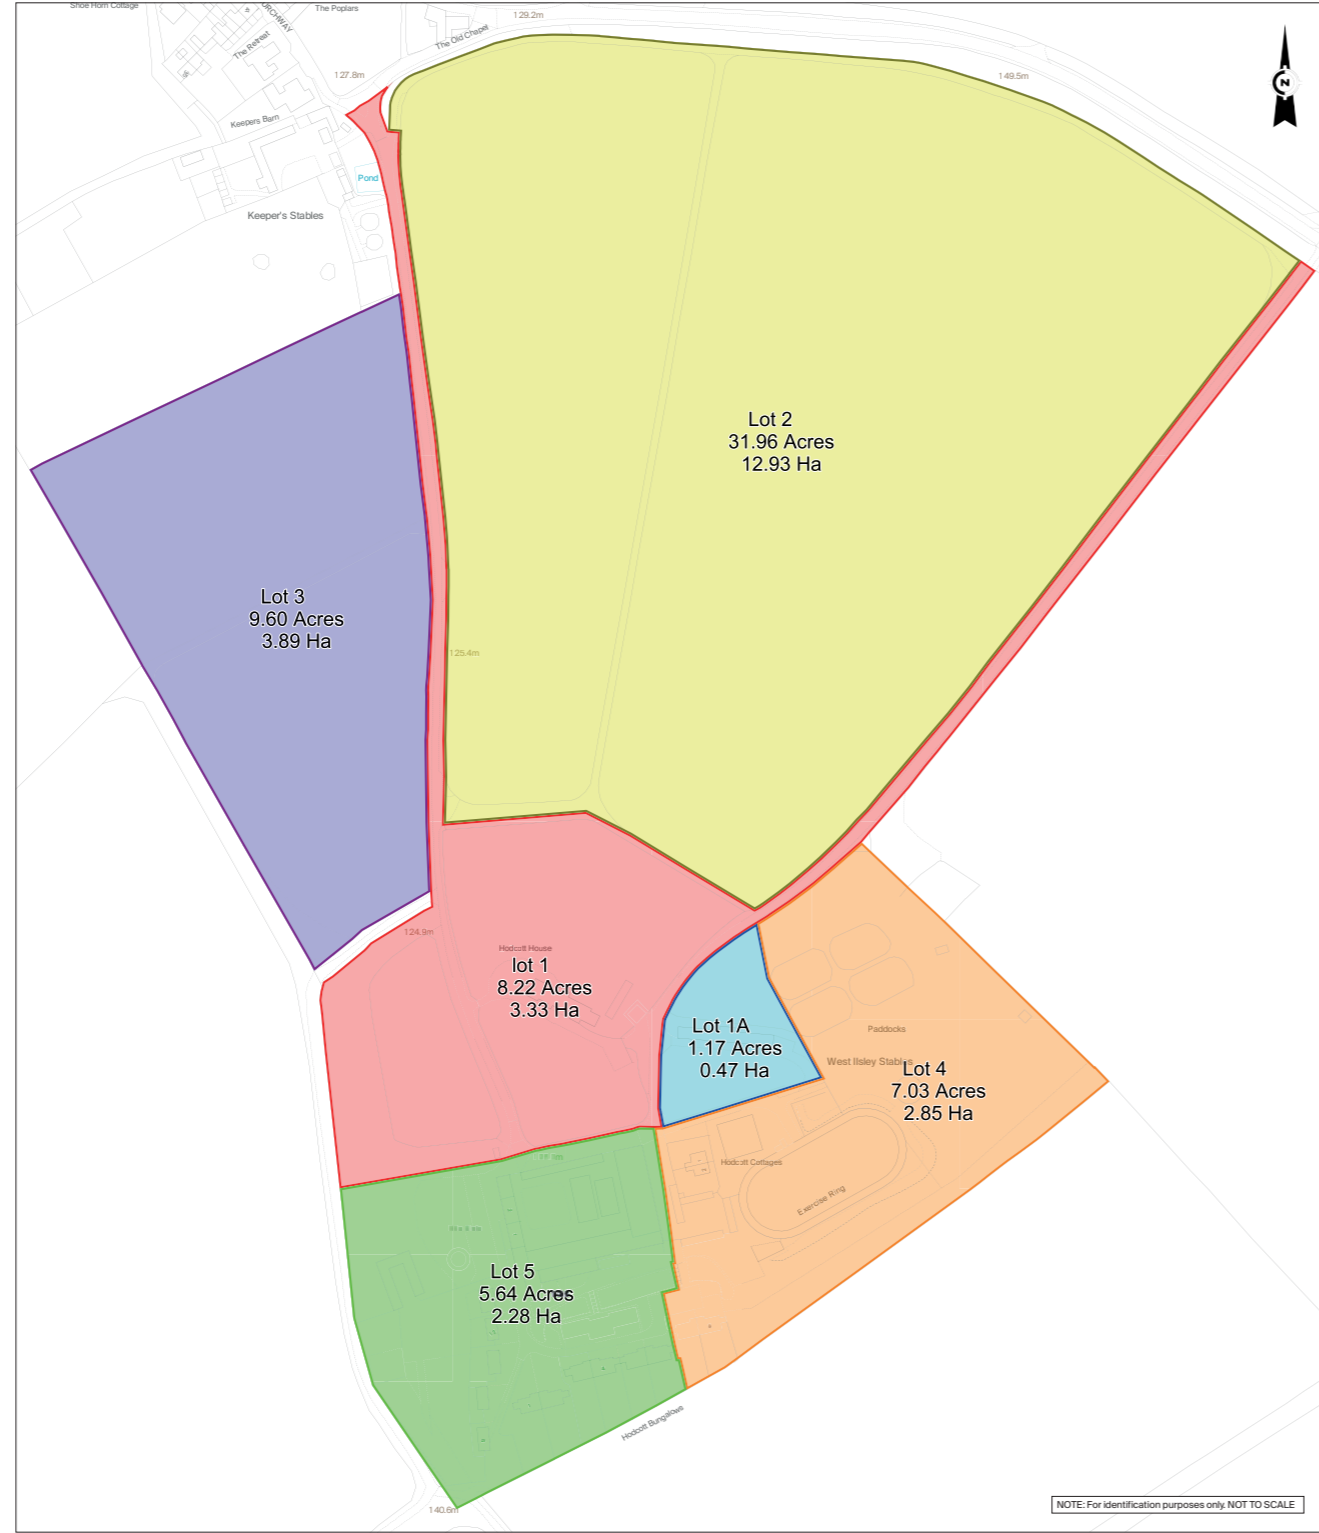 Shoe Horn Cottage
The Poplars
129.2m
The Old Chapel
The Retreat
127.8m
149.5m
N
Keepers Barn
Pond
Keeper's Stables
Lot 2
31.96 Acres
12.93 Ha
Lot 3
9.60 Acres
3.89 Ha
125.4m
124.9m
Hodcott House
lot 1
8.22 Acres
3.33 Ha
Lot 1A
1.17 Acres
0.47 Ha
Paddocks
West Ilsley Stables
Lot 4
7.03 Acres
2.85 Ha
Hodcott Cottages
Exercise Ring
Lot 5
5.64 Acres
2.28 Ha
Hodcott Bungalows
140.6m
NOTE: For identification purposes only. NOT TO SCALE